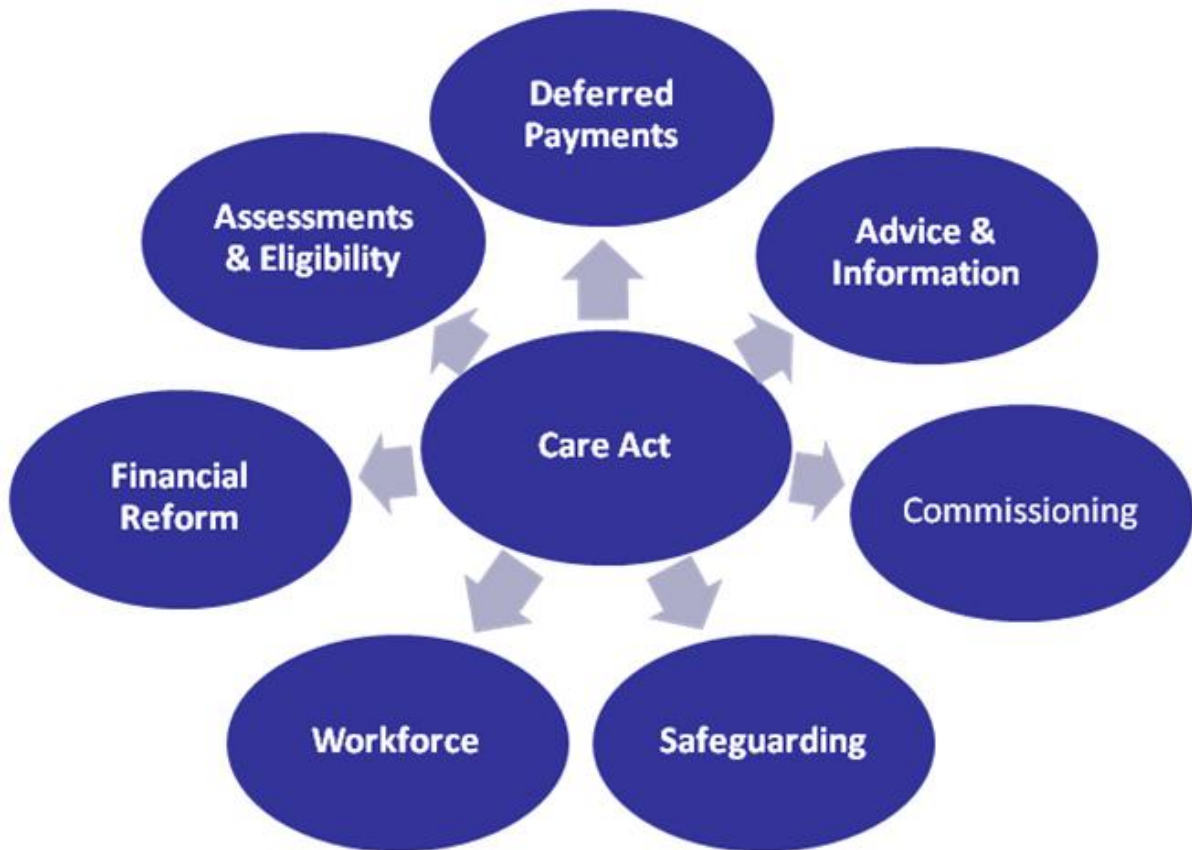 Deferred
Payments
Assessments
& Eligibility
Advice &
Information
Care Act
Financial
Reform
Commissioning
Workforce
Safeguarding